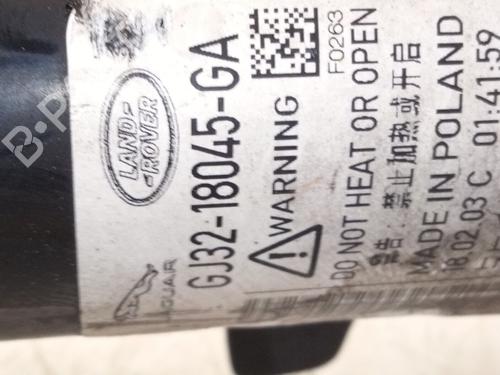 LAND
ROVER
JAGUAR
GJ32-18045-GA
WARNING
F0263
DO NOT HEAT OR OPEN
警告：禁止加热或开启
MADE IN POLAND
18.02.03 C 01:41:59
B-PARTS